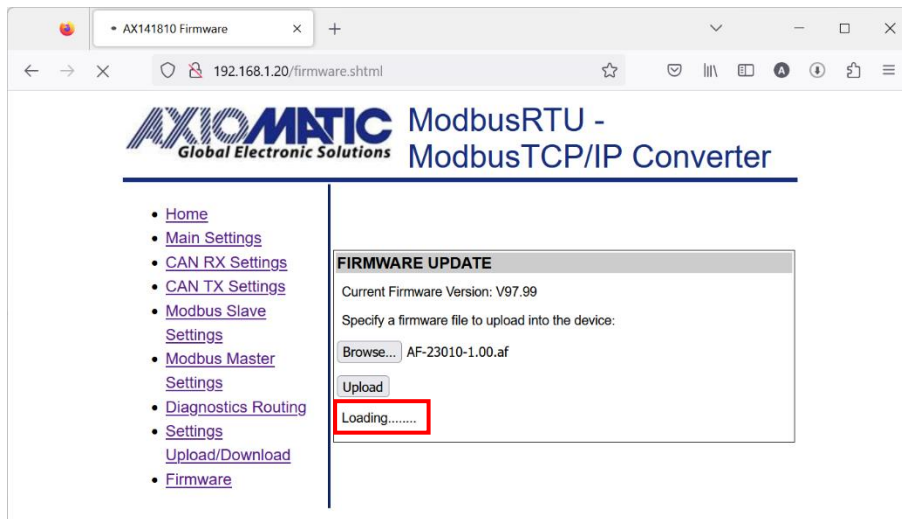 AX141810 Firmware
192.168.1.20/firmware.shtml
A
AXIOMATIC
Global Electronic Solutions
ModbusRTU -
ModbusTCP/IP Converter
Home
Main Settings
CAN RX Settings
CAN TX Settings
Modbus Slave
Settings
Modbus Master
Settings
Diagnostics Routing
Settings
Upload/Download
Firmware
FIRMWARE UPDATE
Current Firmware Version: V97.99
Specify a firmware file to upload into the device:
Browse... AF-23010-1.00.af
Upload
Loading........